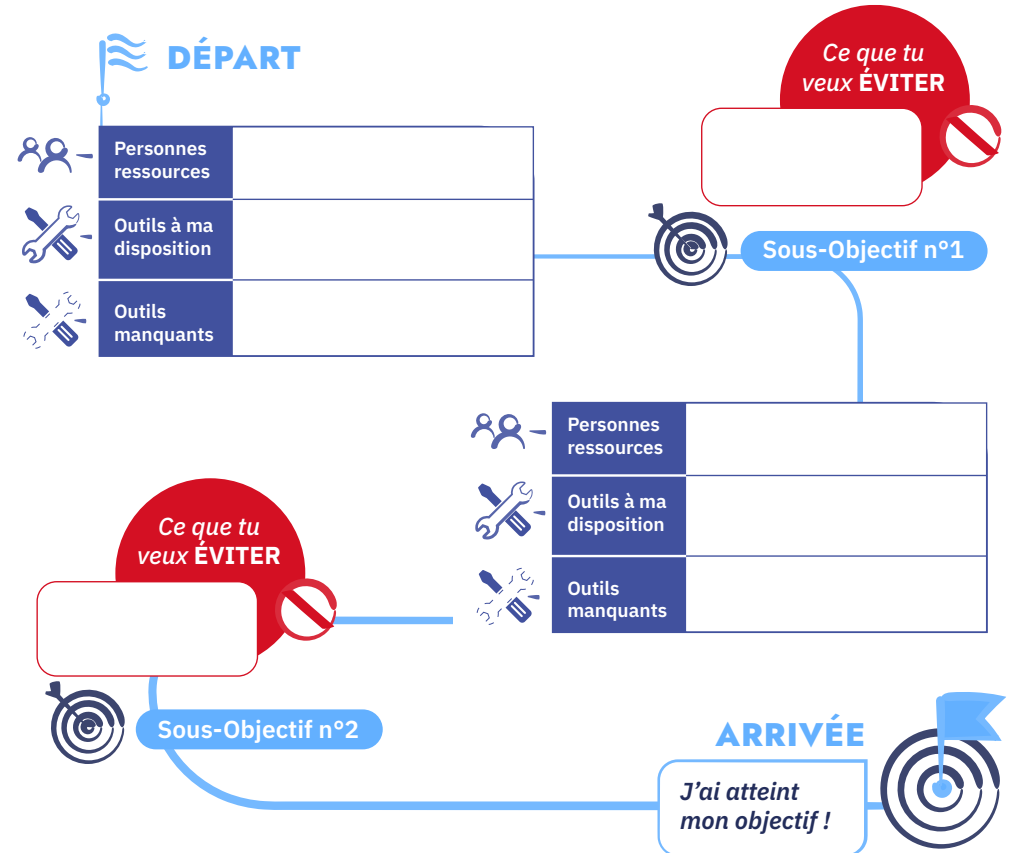 DÉPART
Personnes
ressources
Outils à ma
disposition
Outils
manquants
Ce que tu
veux ÉVITER
Sous-Objectif n°1
Personnes
ressources
Outils à ma
disposition
Outils
manquants
Ce que tu
veux ÉVITER
Sous-Objectif n°2
ARRIVÉE
J'ai atteint
mon objectif !